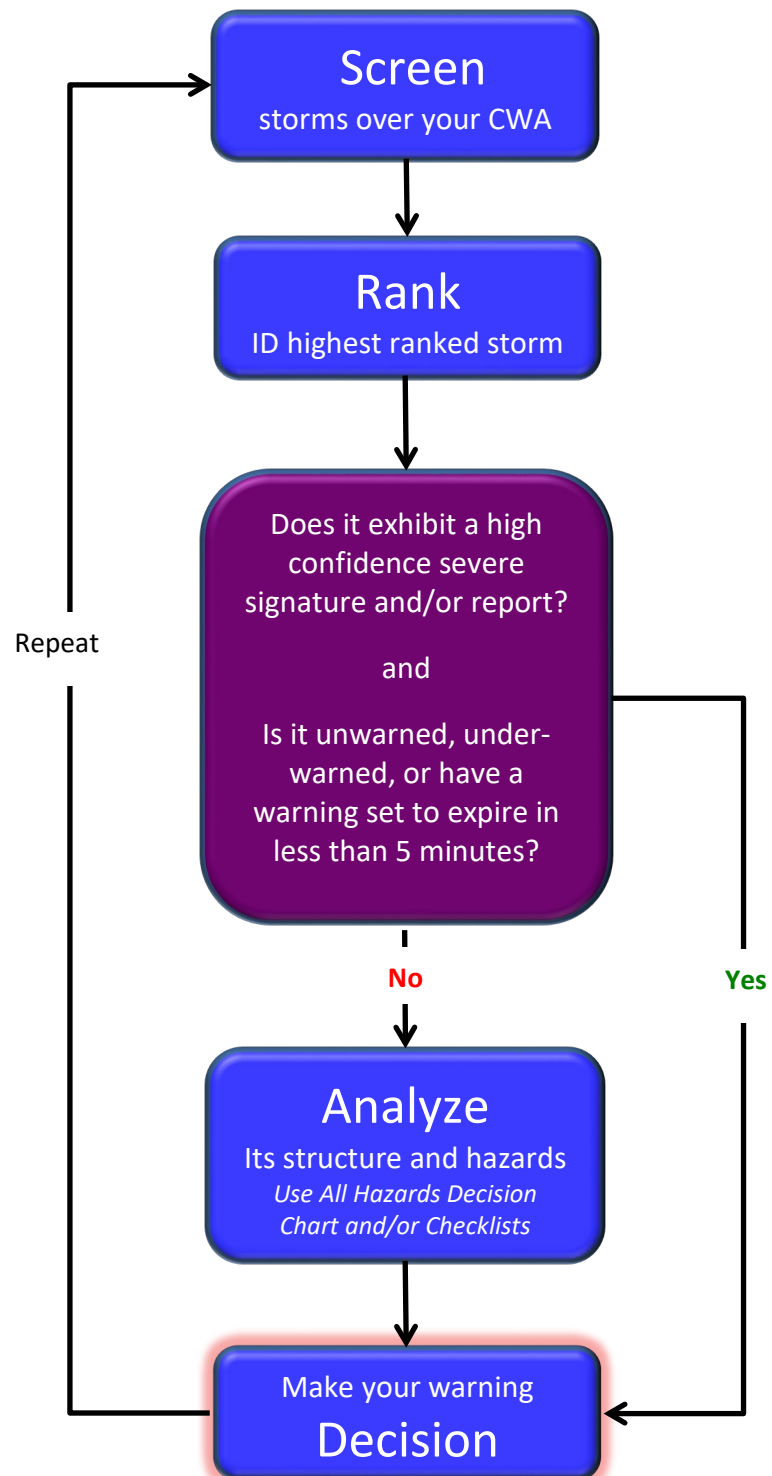 Screen
storms over your CWA
Rank
ID highest ranked storm
Does it exhibit a high
confidence severe
signature and/or report?
and
Is it unwarned, under-
warned, or have a
warning set to expire in
less than 5 minutes?
Repeat
No
Yes
Analyze
Its structure and hazards
Use All Hazards Decision
Chart and/or Checklists
Make your warning
Decision